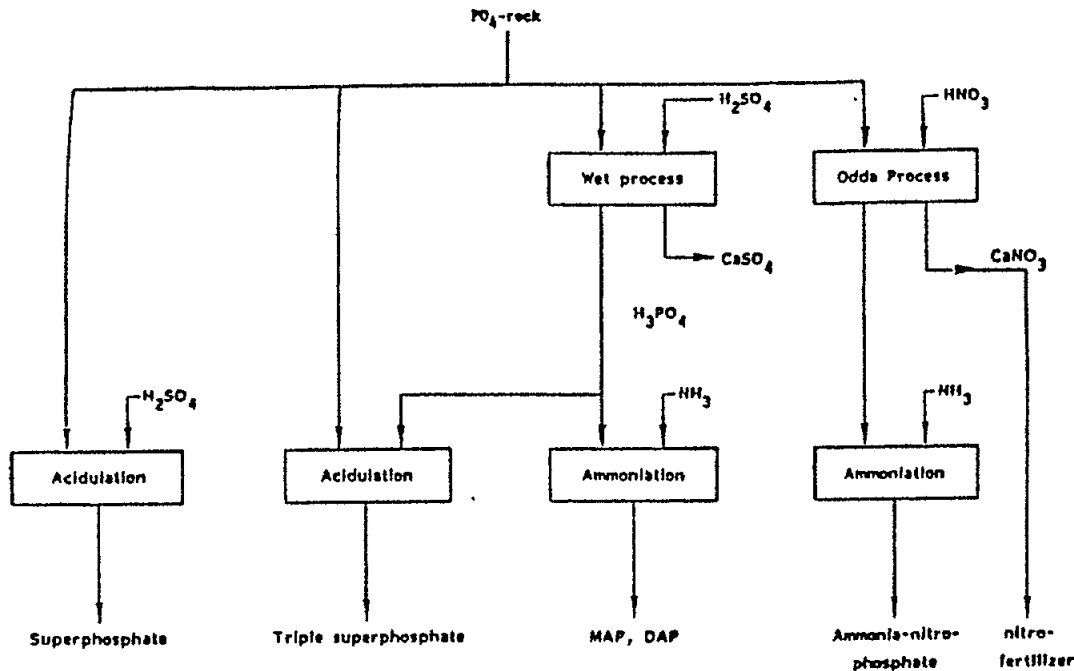 PO₄-rock
H₂SO₄
HNO₃
Wet process
Odda Process
CaSO₄
CaNO₃
H₃PO₄
H₂SO₄
NH₃
NH₃
Acidulation
Acidulation
Ammoniation
Ammoniation
Superphosphate
Triple superphosphate
MAP, DAP
Ammonia-nitro-
phosphate
nitro-
fertilizer